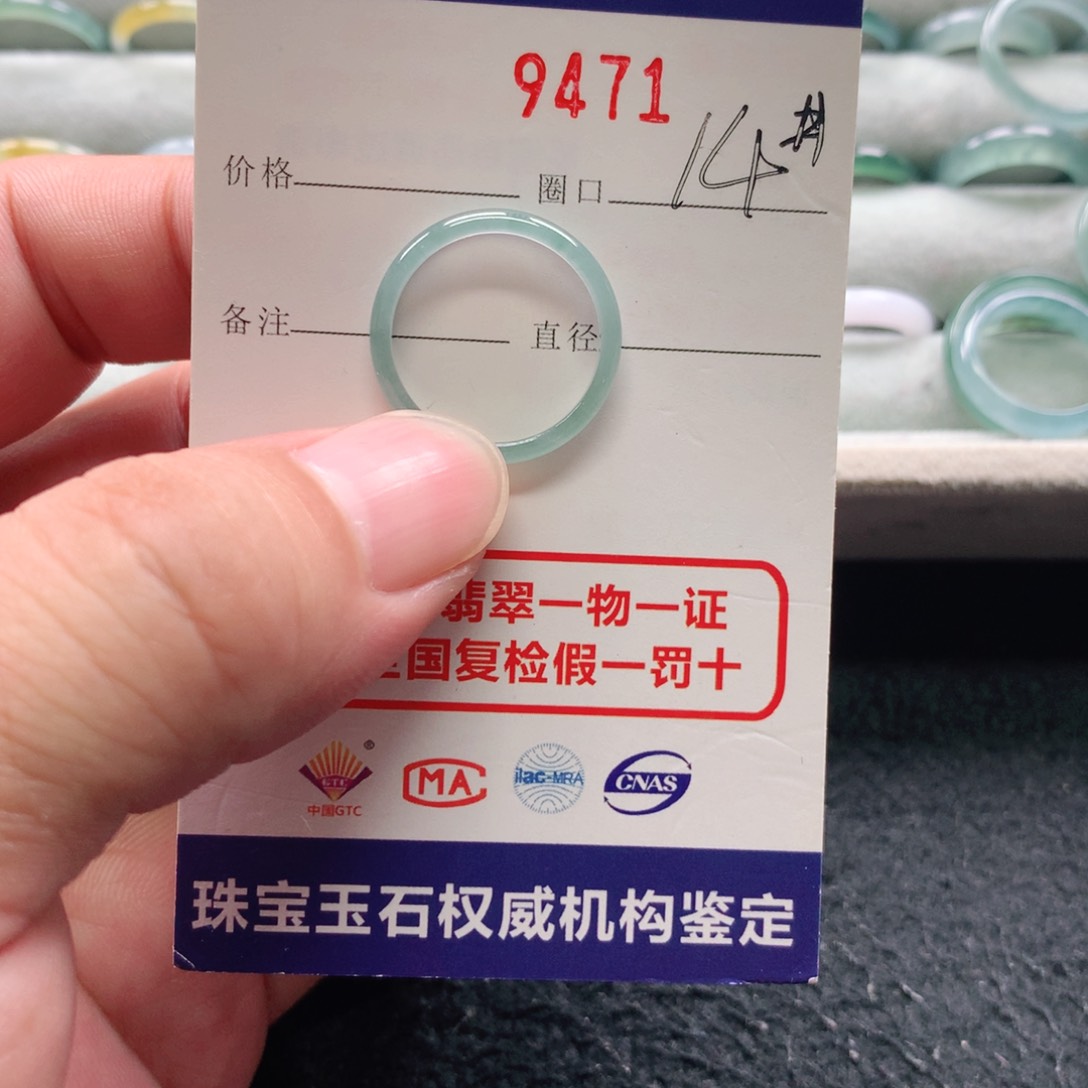 9471
价格 圈口 14#
备注 直径
翡翠一物一证
国复检假一罚十
GTC ® MA ilac-MRA CNAS
中国GTC
珠宝玉石权威机构鉴定